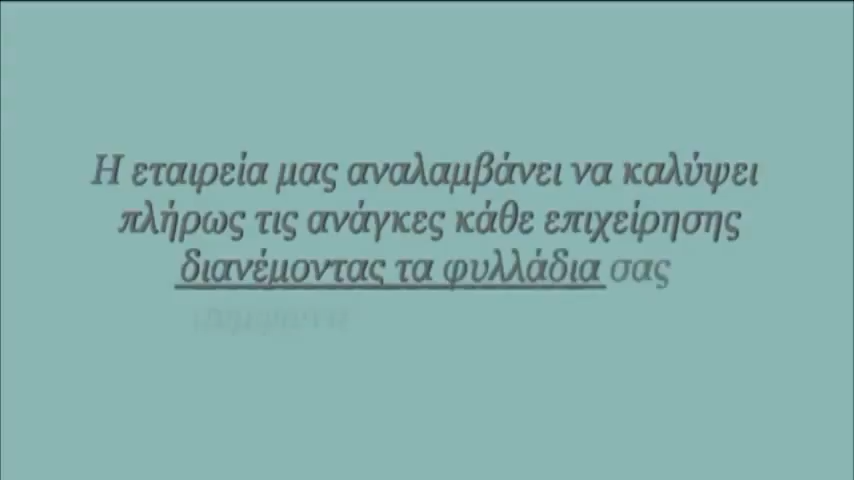 Η εταιρεία μας αναλαμβάνει να καλύψει
πλήρως τις ανάγκες κάθε επιχείρησης
διανέμοντας τα φυλλάδια σας